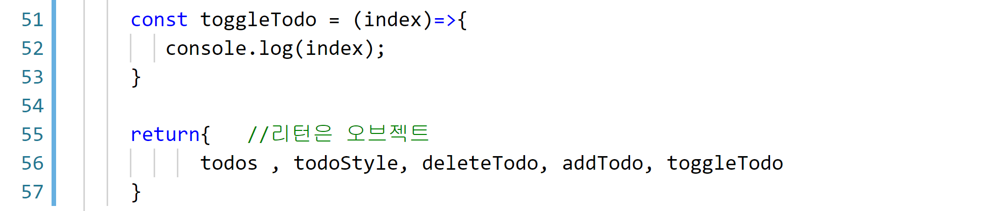 51 const toggleTodo = (index)=>{
52 console.log(index);
53 }
54
55 return{ //리턴은 오브젝트
56 todos , todoStyle, deleteTodo, addTodo, toggleTodo
57 }